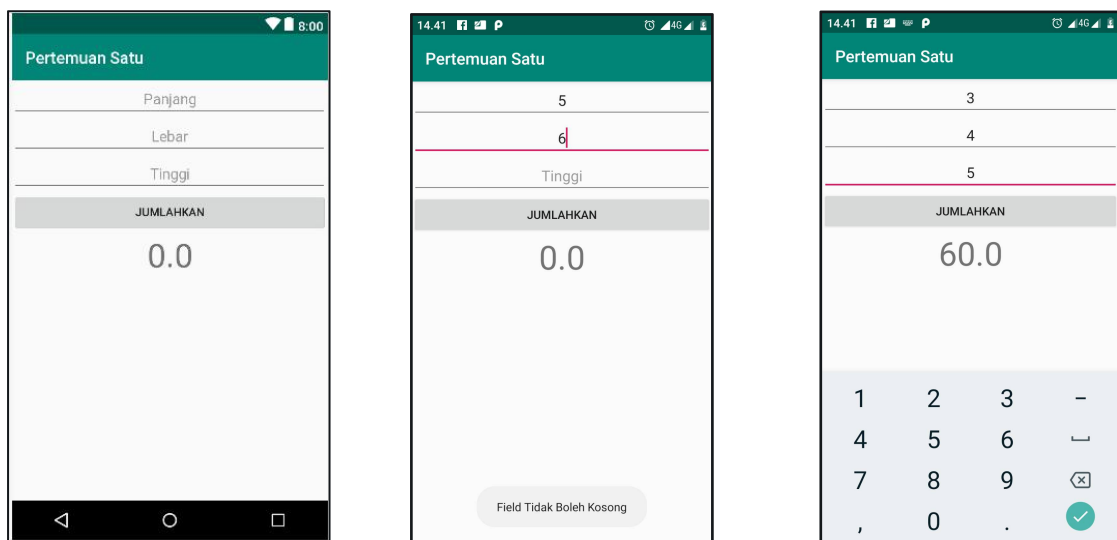 8:00
Pertemuan Satu
Panjang
Lebar
Tinggi
JUMLAHKAN
0.0
14.41 4G
Pertemuan Satu
5
6
Tinggi
JUMLAHKAN
0.0
Field Tidak Boleh Kosong
14.41 4G
Pertemuan Satu
3
4
5
JUMLAHKAN
60.0
1 2 3 -
4 5 6
7 8 9
, 0 .